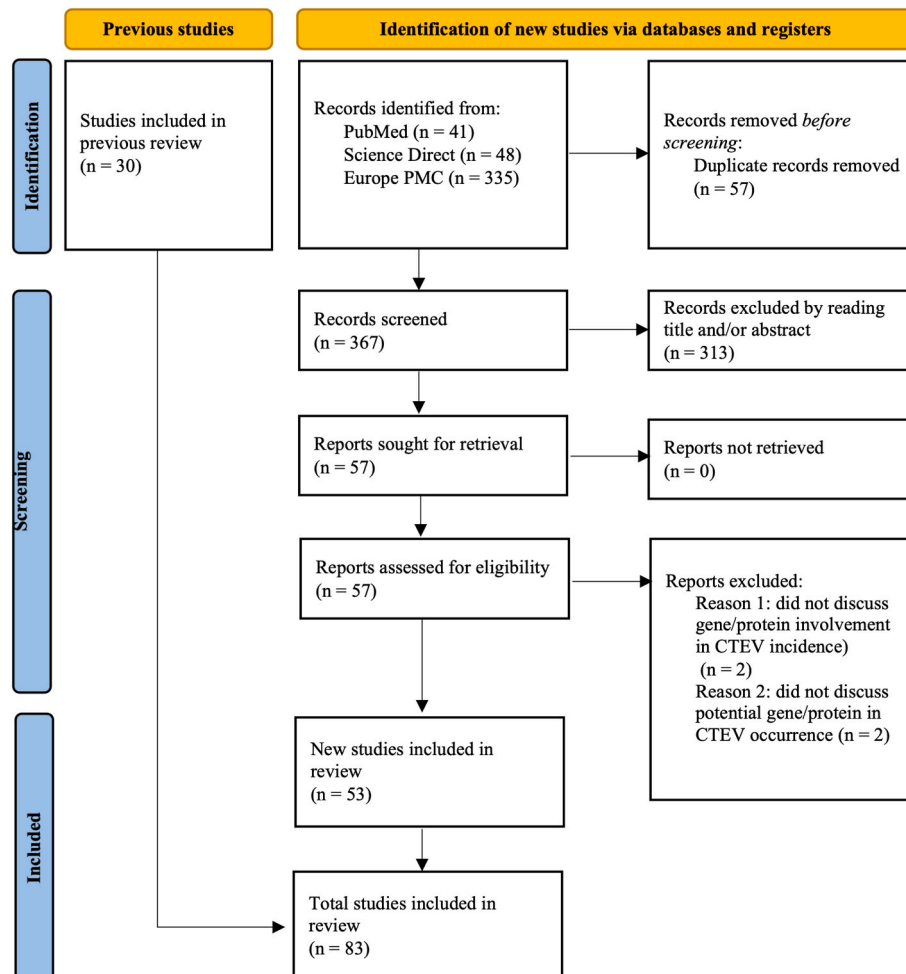 Previous studies
Identification of new studies via databases and registers
Identification
Studies included in
previous review
(n = 30)
Records identified from:
PubMed (n = 41)
Science Direct (n = 48)
Europe PMC (n = 335)
Records removed before
screening:
Duplicate records removed
(n = 57)
Screening
Records screened
(n = 367)
Records excluded by reading
title and/or abstract
(n = 313)
Reports sought for retrieval
(n = 57)
Reports not retrieved
(n = 0)
Reports assessed for eligibility
(n = 57)
Reports excluded:
Reason 1: did not discuss
gene/protein involvement
in CTEV incidence)
(n = 2)
Reason 2: did not discuss
potential gene/protein in
CTEV occurrence (n = 2)
Included
New studies included in
review
(n = 53)
Total studies included in
review
(n = 83)